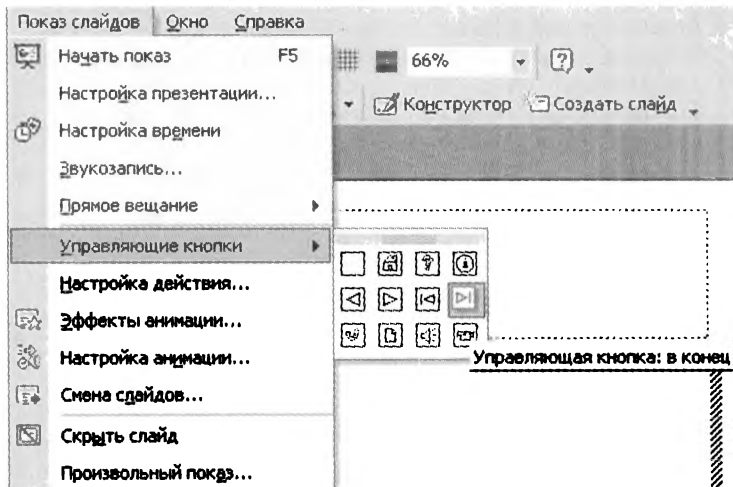 Показ слайдов Окно Справка
Начать показ F5
66%
Настройка презентации...
Конструктор Создать слайд
Настройка времени
Звукозапись...
Прямое вещание
Управляющие кнопки
Настройка действия...
Эффекты анимации...
Управляющая кнопка: в конец
Настройка анимации...
Смена слайдов...
Скрыть слайд
Произвольный показ...